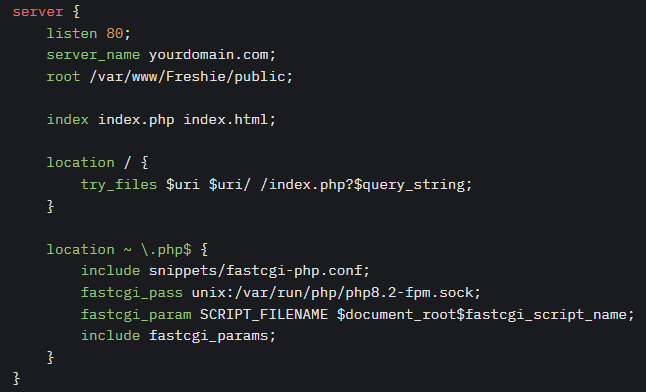 server {
    listen 80;
    server_name yourdomain.com;
    root /var/www/Freshie/public;

    index index.php index.html;

    location / {
        try_files $uri $uri/ /index.php?$query_string;
    }

    location ~ \.php$ {
        include snippets/fastcgi-php.conf;
        fastcgi_pass unix:/var/run/php/php8.2-fpm.sock;
        fastcgi_param SCRIPT_FILENAME $document_root$fastcgi_script_name;
        include fastcgi_params;
    }
}